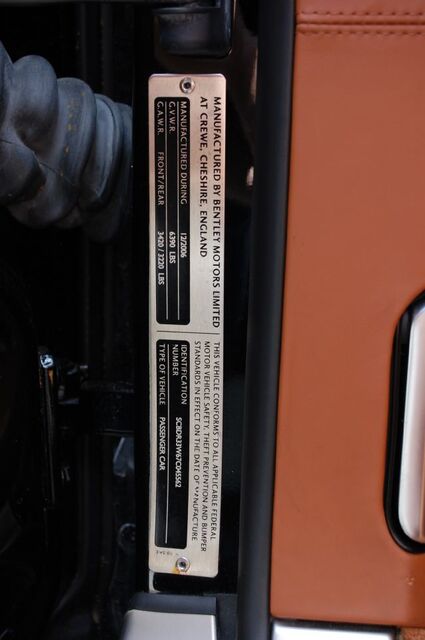 MANUFACTURED BY BENTLEY MOTORS LIMITED
AT CREWE, CHESHIRE, ENGLAND
MANUFACTURED DURING 12/2006
G.V.W.R. 6390 LBS
G.A.W.R. FRONT/REAR 3420 / 3220 LBS
THIS VEHICLE CONFORMS TO ALL APPLICABLE FEDERAL
MOTOR VEHICLE SAFETY, THEFT PREVENTION AND BUMPER
STANDARDS IN EFFECT ON THE DATE OF MANUFACTURE
IDENTIFICATION
NUMBER SCBDR33W67C045562
TYPE OF VEHICLE PASSENGER CAR